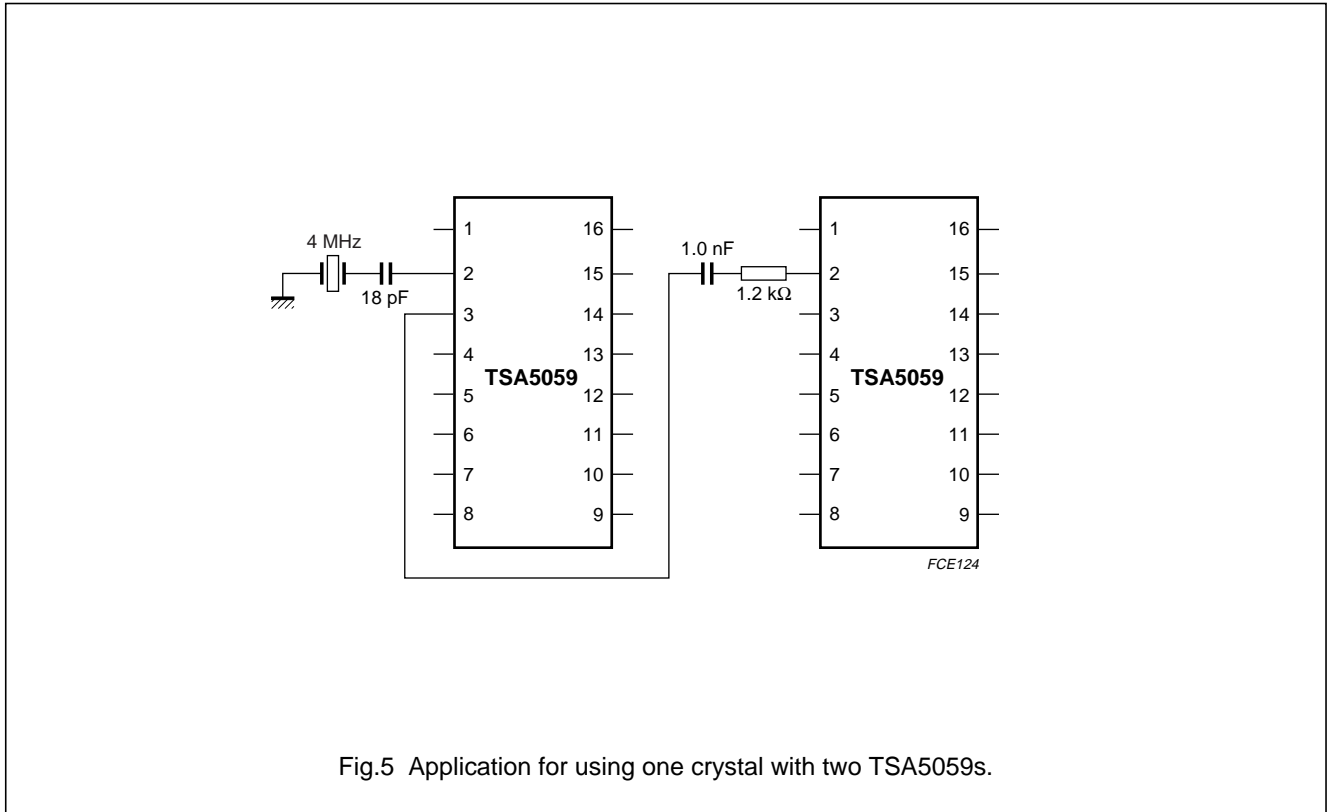 4 MHz
18 pF
1 16
2 15
3 14
4 13
TSA5059
5 12
6 11
7 10
8 9
1.0 nF
1.2 kΩ
1 16
2 15
3 14
4 13
TSA5059
5 12
6 11
7 10
8 9
FCE124
Fig.5 Application for using one crystal with two TSA5059s.